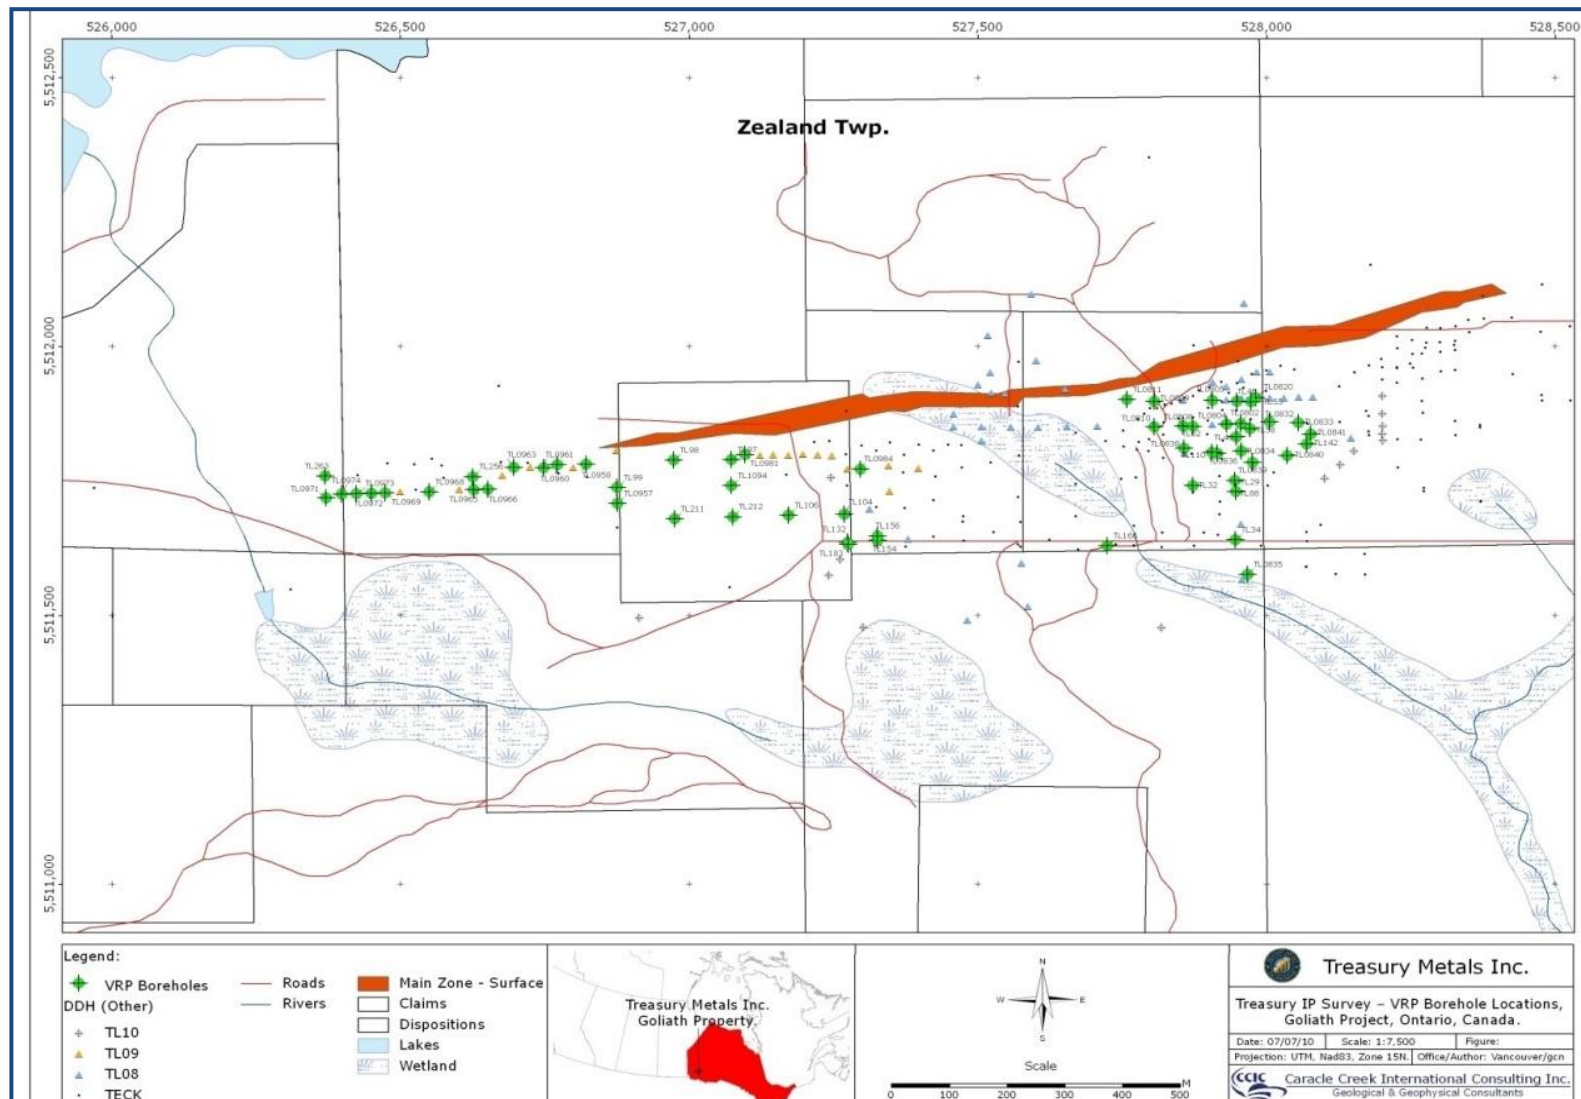 526,000 526,500 527,000 527,500 528,000 528,500
5,512,500
5,512,000
5,511,500
5,511,000
Zealand Twp.
TL0811
TL0820
TL0810
TL0802
TL0832
TL0833
TL0841
TL142
TL0840
TL0834
TL0836
TL32
TL29
TL88
TL34
TL0835
TL166
TL263
TL0971
TL0974
TL0972
TL0973
TL0969
TL0968
TL256
TL0965
TL0966
TL0963
TL0961
TL0960
TL0958
TL99
TL0957
TL98
TL97
TL0981
TL1094
TL211
TL212
TL106
TL0984
TL104
TL132
TL156
TL154
TL183
Legend:
VRP Boreholes
DDH (Other)
TL10
TL09
TL08
TECK
Roads
Rivers
Main Zone - Surface
Claims
Dispositions
Lakes
Wetland
Treasury Metals Inc.
Goliath Property.
N
W E
S
Scale
0 100 200 300 400 500 M
Treasury Metals Inc.
Treasury IP Survey – VRP Borehole Locations,
Goliath Project, Ontario, Canada.
Date: 07/07/10 Scale: 1:7,500 Figure:
Projection: UTM, Nad83, Zone 15N. Office/Author: Vancouver/gcn
CCIC Caracle Creek International Consulting Inc.
Geological & Geophysical Consultants